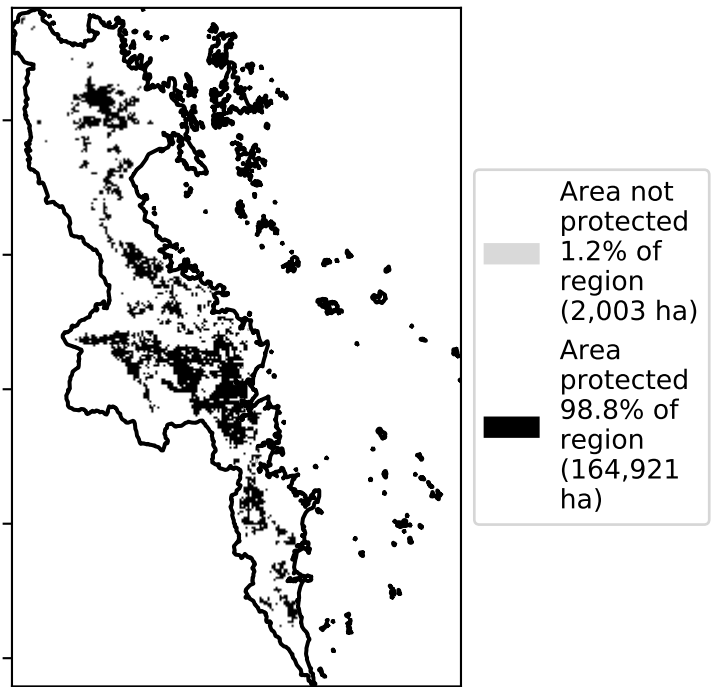 Area not
protected
1.2% of
region
(2,003 ha)
Area
protected
98.8% of
region
(164,921
ha)